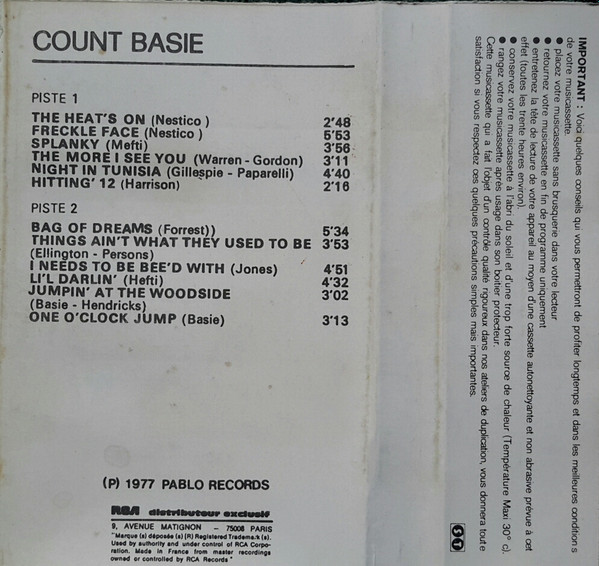 COUNT BASIE
PISTE 1
THE HEAT'S ON (Nestico ) 2'48
FRECKLE FACE (Nestico ) 5'53
SPLANKY (Mefti) 3'56
THE MORE I SEE YOU (Warren - Gordon) 3'11
NIGHT IN TUNISIA (Gillespie - Paparelli) 4'40
HITTING' 12 (Harrison) 2'16
PISTE 2
BAG OF DREAMS (Forrest)) 5'34
THINGS AIN'T WHAT THEY USED TO BE 3'53
(Ellington - Persons)
I NEEDS TO BE BEE'D WITH (Jones) 4'51
LI'L DARLIN' (Hefti) 4'32
JUMPIN' AT THE WOODSIDE 3'02
(Basie - Hendricks)
ONE O'CLOCK JUMP (Basie) 3'13
(P) 1977 PABLO RECORDS
RCA distributeur exclusif
9, AVENUE MATIGNON – 75008 PARIS
"Marque (s) déposée (s) (R) Registered Trademark (s).
Used by authority and under control of RCA Corpo-
ration. Made in France from master recordings
owned or controlled by RCA Records"
IMPORTANT : Voici quelques conseils qui vous permettront de profiter longtemps et dans les meilleures conditions
de votre musicassette.
● placez votre musicassette sans brusquerie dans votre lecteur
● retournez votre musicassette en fin de programme uniquement
● entretenez la tête de lecture de votre appareil au moyen d'une cassette autonettoyante et non abrasive prévue à cet
effet (toutes les trente heures environ).
● conservez votre musicassette à l'abri du soleil et d'une trop forte source de chaleur (Température Maxi 30° c).
● rangez votre musicassette après usage dans son boitier protecteur.
Cette musicassette qui a fait l'objet d'un contrôle qualité rigoureux dans nos ateliers de duplication, vous donnera toute
satisfaction si vous respectez ces quelques précautions simples mais importantes.